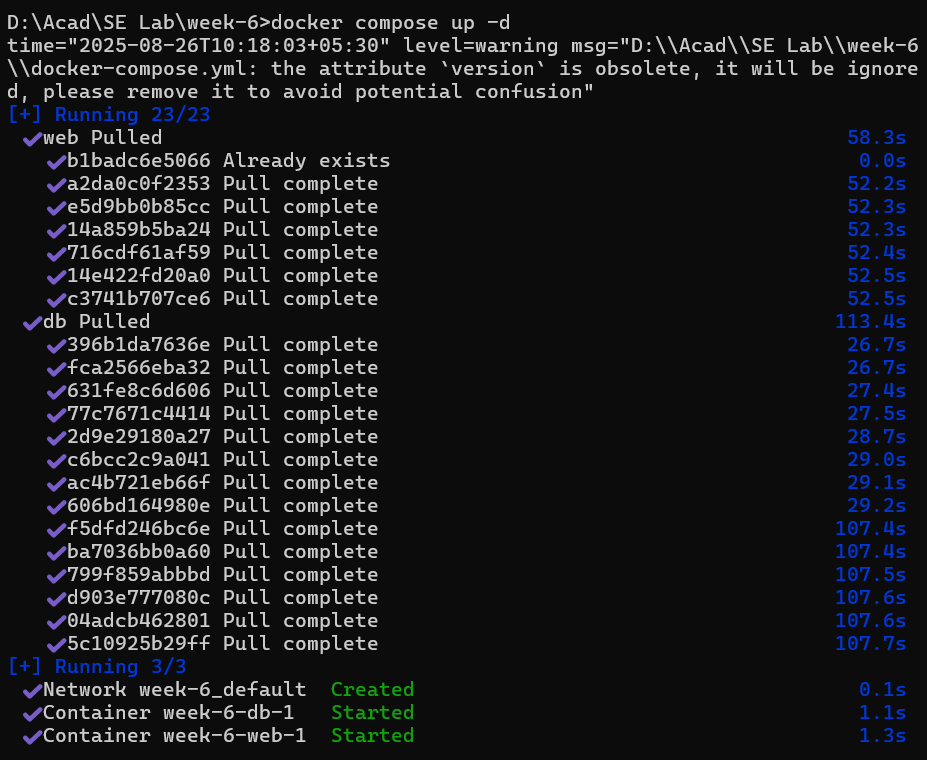 D:\Acad\SE Lab\week-6>docker compose up -d
time="2025-08-26T10:18:03+05:30" level=warning msg="D:\\Acad\\SE Lab\\week-6
\\docker-compose.yml: the attribute `version` is obsolete, it will be ignore
d, please remove it to avoid potential confusion"
[+] Running 23/23
✔web Pulled 58.3s
✔b1badc6e5066 Already exists 0.0s
✔a2da0c0f2353 Pull complete 52.2s
✔e5d9bb0b85cc Pull complete 52.3s
✔14a859b5ba24 Pull complete 52.3s
✔716cdf61af59 Pull complete 52.4s
✔14e422fd20a0 Pull complete 52.5s
✔c3741b707ce6 Pull complete 52.5s
✔db Pulled 113.4s
✔396b1da7636e Pull complete 26.7s
✔fca2566eba32 Pull complete 26.7s
✔631fe8c6d606 Pull complete 27.4s
✔77c7671c4414 Pull complete 27.5s
✔2d9e29180a27 Pull complete 28.7s
✔c6bcc2c9a041 Pull complete 29.0s
✔ac4b721eb66f Pull complete 29.1s
✔606bd164980e Pull complete 29.2s
✔f5dfd246bc6e Pull complete 107.4s
✔ba7036bb0a60 Pull complete 107.4s
✔799f859abbbd Pull complete 107.5s
✔d903e777080c Pull complete 107.6s
✔04adcb462801 Pull complete 107.6s
✔5c10925b29ff Pull complete 107.7s
[+] Running 3/3
✔Network week-6_default Created 0.1s
✔Container week-6-db-1 Started 1.1s
✔Container week-6-web-1 Started 1.3s